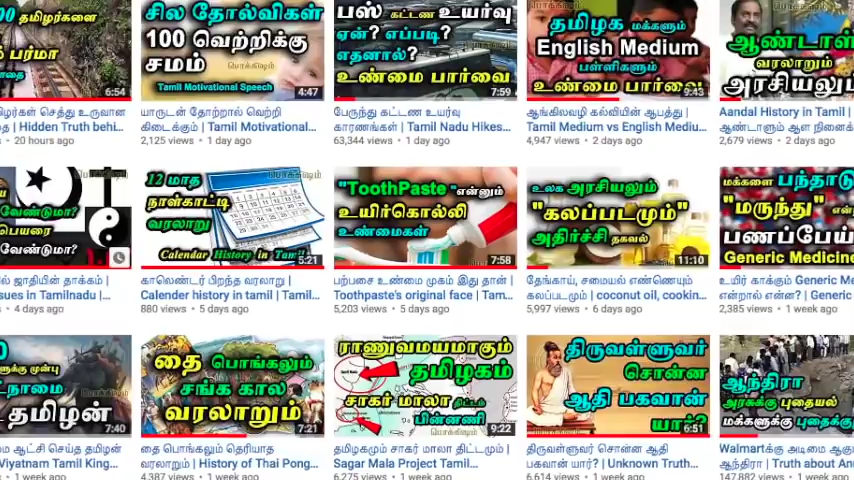 00 தமிழர்களை
பர்மா
6:54
சில தோல்விகள்
100 வெற்றிக்கு
சமம்
பொக்கிஷம்
Tamil Motivational Speech
4:47
பஸ் கட்டண உயர்வு
ஏன்? எப்படி?
எதனால்?
உண்மை பார்வை
7:59
தமிழக மக்களும்
English Medium
பள்ளிகளும்
உண்மை பார்வை
9:43
ஆண்டாள்
வரலாறும்
அரசியலும்
செத்து உருவான
| Hidden Truth behi...
views • 20 hours ago
யாருடன் தோற்றால் வெற்றி
கிடைக்கும் | Tamil Motivational...
2,125 views • 1 day ago
பேருந்து கட்டண உயர்வு
காரணங்கள் | Tamil Nadu Hikes...
63,344 views • 1 day ago
ஆங்கிலவழி கல்வியின் ஆபத்து |
Tamil Medium vs English Mediu...
4,947 views • 2 days ago
Aandal History in Tamil |
ஆண்டாளும் ஆள நினைக்
2,679 views • 2 days ago
பொக்கிஷம்
வேண்டுமா?
பெயரை
வேண்டுமா?
12 மாத
நாள்காட்டி
வரலாறு
பொக்கிஷம்
Calendar History in Tamil
5:21
"ToothPaste" என்னும்
உயிர்கொல்லி
உண்மைகள்
7:58
உலக அரசியலும்
"கலப்படமும்"
அதிர்ச்சி தகவல்
பொக்கிஷம்
11:10
மக்களை பந்தாடு
"மருந்து"
பணப்பேய்
Generic Medicine
ஜாதியின் தாக்கம் |
sues in Tamilnadu |
• 4 days ago
காலெண்டர் பிறந்த வரலாறு |
Calender history in tamil | Tamil...
880 views • 5 days ago
பற்பசை உண்மை முகம் இது தான் |
Toothpaste's original face | Tam...
5,203 views • 5 days ago
தேங்காய், சமையல் எண்ணெயும்
கலப்படமும் | coconut oil, cookin...
5,997 views • 6 days ago
உயிர் காக்கும் Generic Me
என்றால் என்ன? | Generic
2,385 views • 1 week ago
முன்பு
தமிழன்
7:40
தை பொங்கலும்
சங்க கால
வரலாறும்
7:21
ராணுவமயமாகும்
தமிழகம்
சாகர் மாலா திட்டம்
பின்னணி
9:22
திருவள்ளுவர்
சொன்ன
ஆதி பகவான்
யார்?
6:51
ஆந்திரா
அரசுக்கு புதையல்
மக்களுக்கு புதைகு
ஆட்சி செய்த தமிழன்
Viyatnam Tamil King...
• 1 week ago
தை பொங்கலும் தெரியாத
வரலாறும் | History of Thai Pong...
4,387 views • 1 week ago
தமிழகமும் சாகர் மாலா திட்டமும் |
Sagar Mala Project Tamil...
6,275 views • 1 week ago
திருவள்ளுவர் சொன்ன ஆதி
பகவான் யார்? | Unknown Truth...
6,614 views • 1 week ago
Walmartக்கு அடிமை ஆகு
ஆந்திரா | Truth about An
147,882 views • 1 week ago